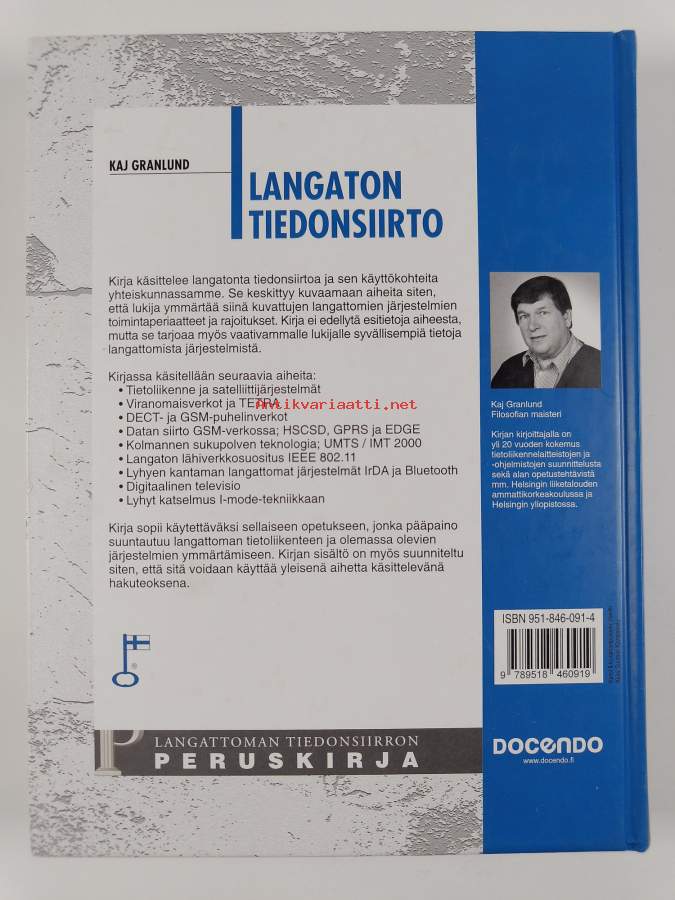 KAJ GRANLUND
LANGATON
TIEDONSIIRTO
Kirja käsittelee langatonta tiedonsiirtoa ja sen käyttökohteita
yhteiskunnassamme. Se keskittyy kuvaamaan aiheita siten,
että lukija ymmärtää siinä kuvattujen langattomien järjestelmien
toimintaperiaatteet ja rajoitukset. Kirja ei edellytä esitietoja aiheesta,
mutta se tarjoaa myös vaativammalle lukijalle syvällisempiä tietoja
langattomista järjestelmistä.
Kirjassa käsitellään seuraavia aiheita:
• Tietoliikenne ja satelliittijärjestelmät
• Viranomaisverkot ja TETRA
• DECT- ja GSM-puhelinverkot
• Datan siirto GSM-verkossa; HSCSD, GPRS ja EDGE
• Kolmannen sukupolven teknologia; UMTS / IMT 2000
• Langaton lähiverkkosuositus IEEE 802.11
• Lyhyen kantaman langattomat järjestelmät IrDA ja Bluetooth
• Digitaalinen televisio
• Lyhyt katselmus I-mode-tekniikkaan
Kirja sopii käytettäväksi sellaiseen opetukseen, jonka pääpaino
suuntautuu langattoman tietoliikenteen ja olemassa olevien
järjestelmien ymmärtämiseen. Kirjan sisältö on myös suunniteltu
siten, että sitä voidaan käyttää yleisenä aihetta käsittelevänä
hakuteoksena.
®
P
LANGATTOMAN TIEDONSIIRRON
PERUSKIRJA
Antikvariaatti.net
Kaj Granlund
Filosofian maisteri
Kirjan kirjoittajalla on
yli 20 vuoden kokemus
tietoliikennelaitteistojen ja
-ohjelmistojen suunnittelusta
sekä alan opetustehtävistä
mm. Helsingin liiketalouden
ammattikorkeakoulussa ja
Helsingin yliopistossa.
ISBN 951-846-091-4
9 789518 460919
DOCENDO
www.docendo.fi